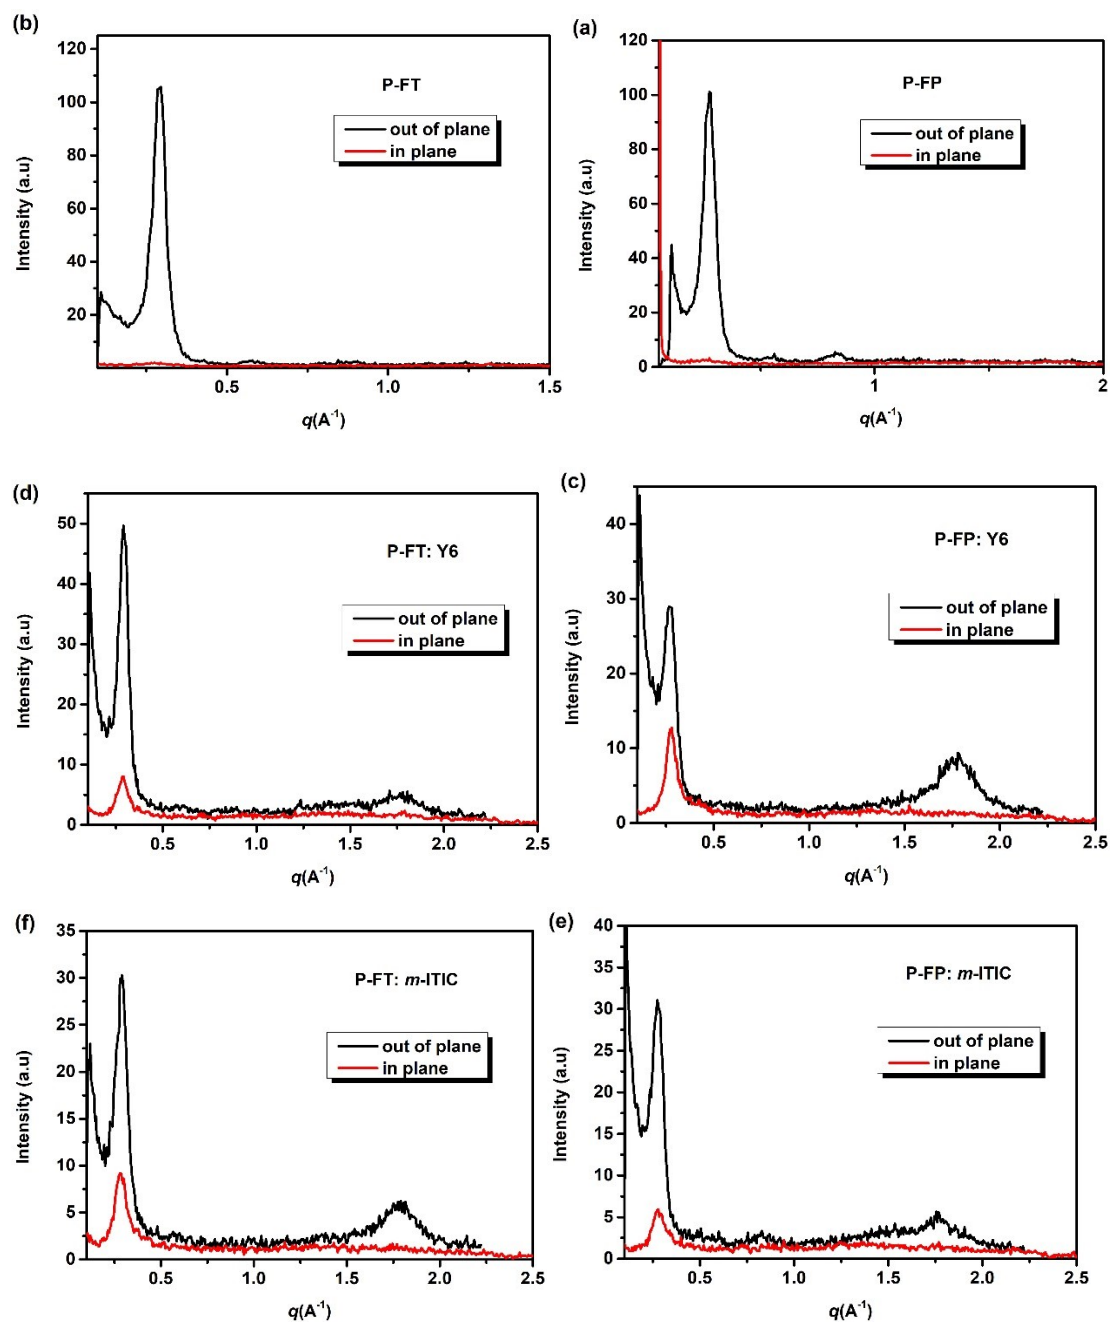 (b)
P-FT
out of plane
in plane
Intensity (a.u)
120
100
80
60
40
20
0.5
1.0
1.5
q(A⁻¹)
(a)
P-FP
out of plane
in plane
Intensity (a.u)
120
100
80
60
40
20
0
1
2
q(A⁻¹)
(d)
P-FT: Y6
out of plane
in plane
Intensity (a.u)
50
40
30
20
10
0
0.5
1.0
1.5
2.0
2.5
q(A⁻¹)
(c)
P-FP: Y6
out of plane
in plane
Intensity (a.u)
40
30
20
10
0
0.5
1.0
1.5
2.0
2.5
q(A⁻¹)
(f)
P-FT: m-ITIC
out of plane
in plane
Intensity (a.u)
35
30
25
20
15
10
5
0
0.5
1.0
1.5
2.0
2.5
q(A⁻¹)
(e)
P-FP: m-ITIC
out of plane
in plane
Intensity (a.u)
40
35
30
25
20
15
10
5
0
0.5
1.0
1.5
2.0
2.5
q(A⁻¹)